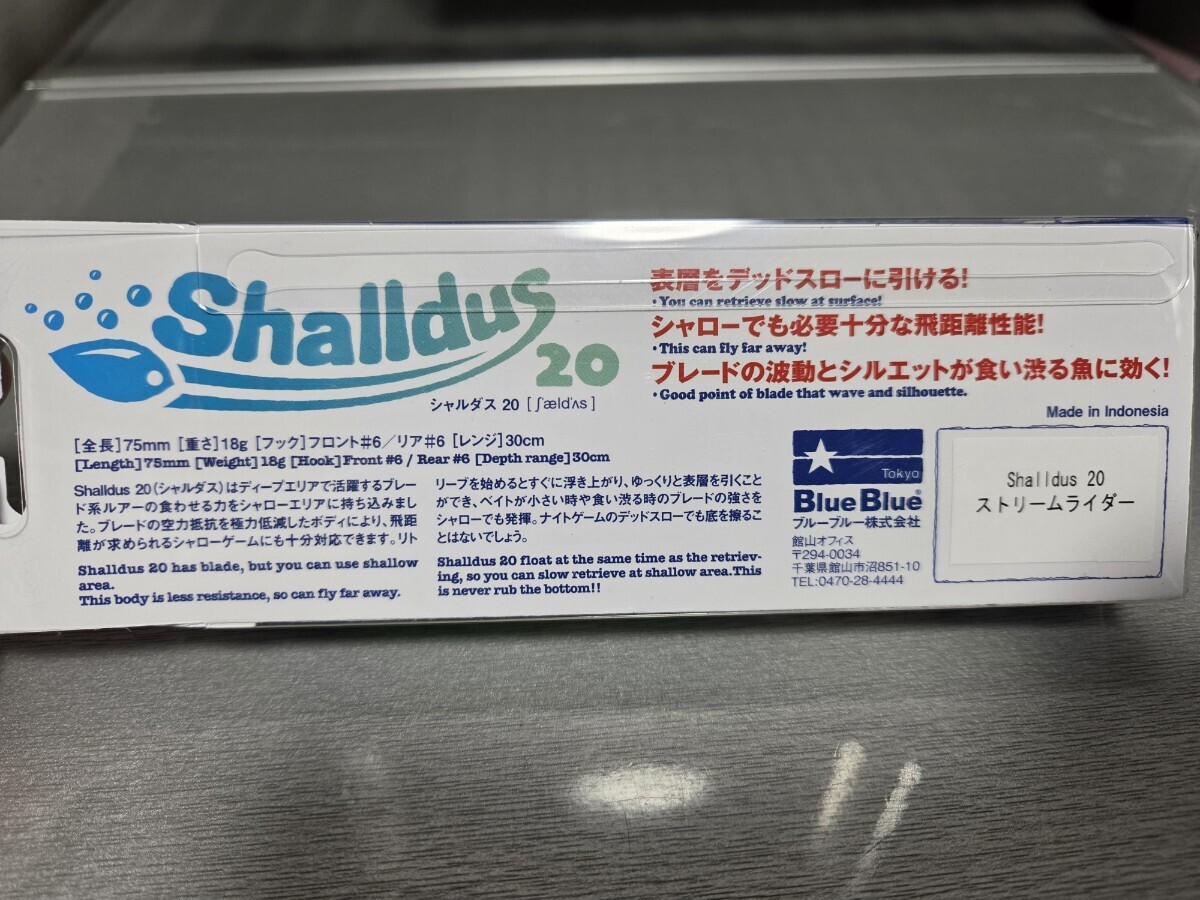 Shalldus
20
シャルダス 20 [ʃæld'ʌs]
表層をデッドスローに引ける!
・You can retrieve slow at surface!
シャローでも必要十分な飛距離性能!
・This can fly far away!
ブレードの波動とシルエットが食い渋る魚に効く!
・Good point of blade that wave and silhouette.
Made in Indonesia
[全長]75mm [重さ]18g [フック]フロント#6/リア#6 [レンジ]30cm
[Length]75mm [Weight]18g [Hook]Front #6 / Rear #6 [Depth range]30cm
Shalldus 20(シャルダス)はディープエリアで活躍するブレー
ド系ルアーの食わせる力をシャローエリアに持ち込みまし
た。ブレードの空力抵抗を極力低減したボディにより、飛距
離が求められるシャローゲームにも十分対応できます。リト
Shalldus 20 has blade, but you can use shallow
area.
This body is less resistance, so can fly far away.
リーブを始めるとすぐに浮き上がり、ゆっくりと表層を引くこと
ができ、ベイトが小さい時や食い渋る時のブレードの強さを
シャローでも発揮。ナイトゲームのデッドスローでも底を擦るこ
とはないでしょう。
Shalldus 20 float at the same time as the retriev-
ing, so you can slow retrieve at shallow area.This
is never rub the bottom!!
Tokyo
BlueBlue®
ブルーブルー株式会社
館山オフィス
〒294-0034
千葉県館山市沼851-10
TEL:0470-28-4444
Shalldus 20
ストリームライダー